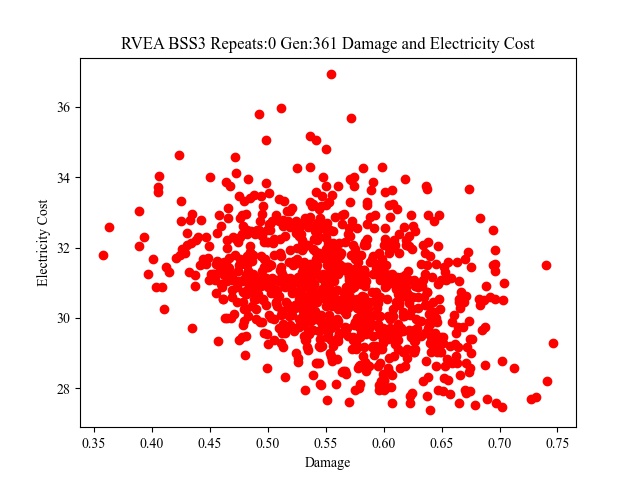 RVEA BSS3 Repeats:0 Gen:361 Damage and Electricity Cost
36
34
32
30
28
Electricity Cost
0.35 0.40 0.45 0.50 0.55 0.60 0.65 0.70 0.75
Damage